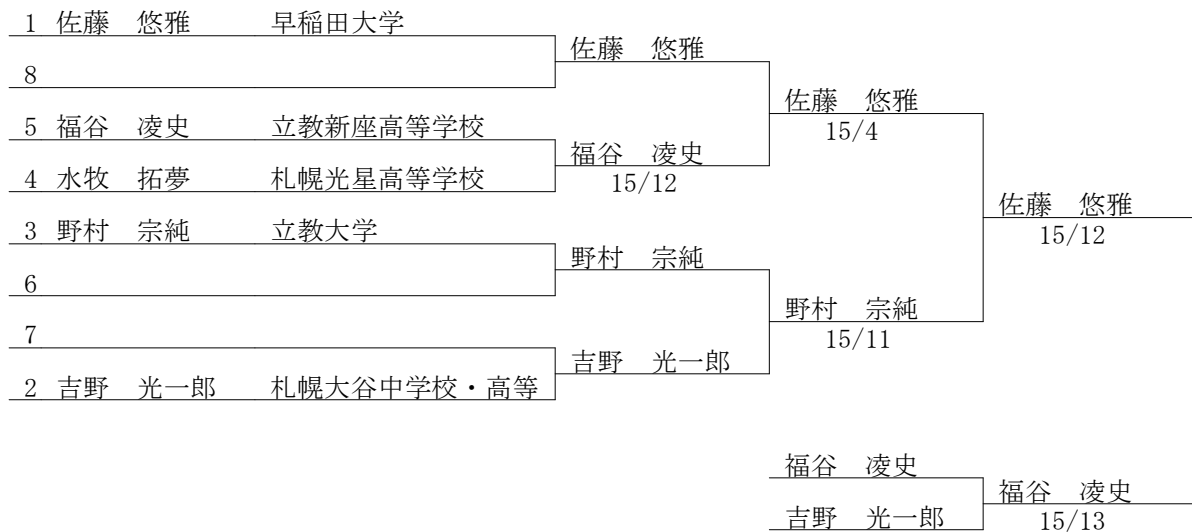 1 佐藤　悠雅 早稲田大学
佐藤　悠雅
8
佐藤　悠雅
15/4
5 福谷　凌史 立教新座高等学校
福谷　凌史
15/12
4 水牧　拓夢 札幌光星高等学校
佐藤　悠雅
15/12
3 野村　宗純 立教大学
野村　宗純
6
野村　宗純
15/11
7
吉野　光一郎
2 吉野　光一郎 札幌大谷中学校・高等
福谷　凌史
福谷　凌史
15/13
吉野　光一郎